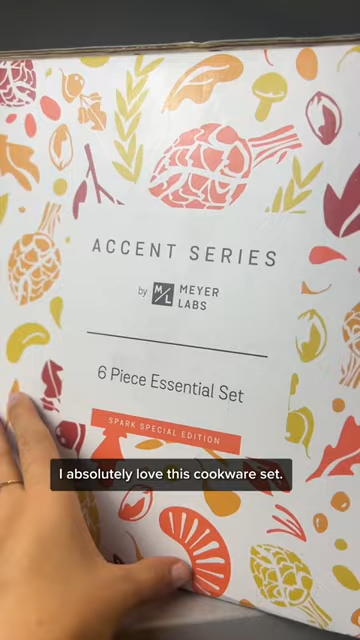 ACCENT SERIES
by M/L MEYER
LABS
6 Piece Essential Set
SPARK SPECIAL EDITION
I absolutely love this cookware set.